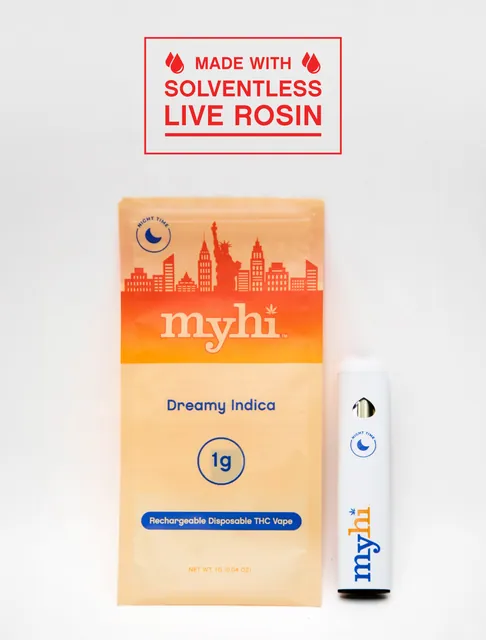 MADE WITH
SOLVENTLESS
LIVE ROSIN
NIGHT TIME
myhi
Dreamy Indica
1g
Rechargeable Disposable THC Vape
NET WT. 1G (0.04 OZ)
NIGHT TIME
myhi